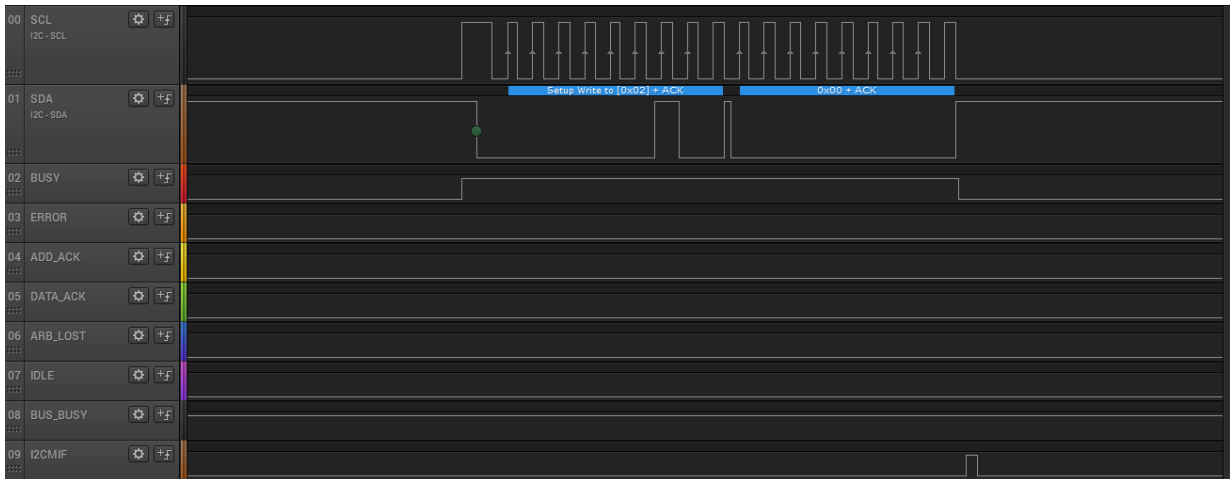 00 SCL
I2C - SCL
Setup Write to [0x02] + ACK
0x00 + ACK
01 SDA
I2C - SDA
02 BUSY
03 ERROR
04 ADD_ACK
05 DATA_ACK
06 ARB_LOST
07 IDLE
08 BUS_BUSY
09 I2CMIF